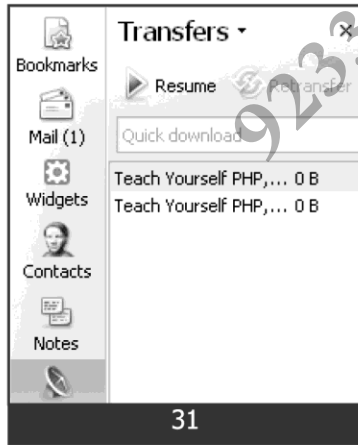 Bookmarks
Mail (1)
Widgets
Contacts
Notes
Transfers
Resume
Retransfer
Quick download
Teach Yourself PHP,... 0 B
Teach Yourself PHP,... 0 B
9233
31